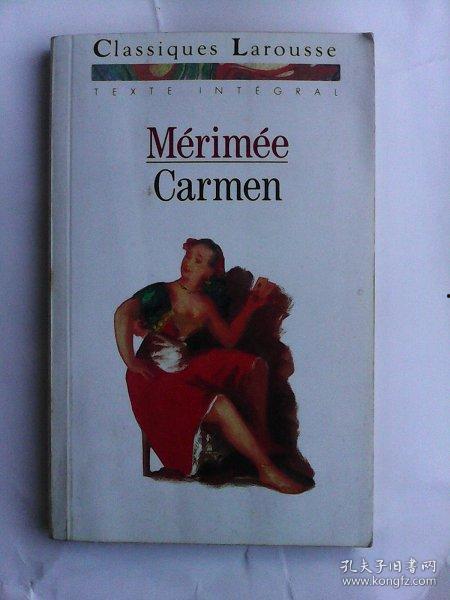 Classiques Larousse
TEXTE INTÉGRAL
Mérimée
Carmen
孔夫子旧书网
www.kongfz.com